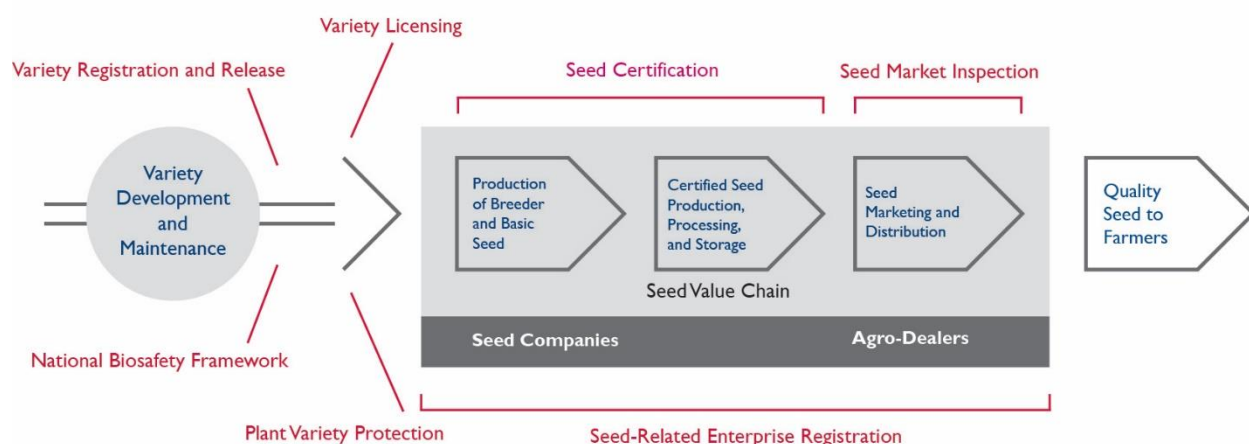 Variety Licensing
Variety Registration and Release
Seed Certification
Seed Market Inspection
Variety
Development
and
Maintenance
Production
of Breeder
and Basic
Seed
Certified Seed
Production,
Processing,
and Storage
Seed
Marketing and
Distribution
Quality
Seed to
Farmers
Seed Value Chain
Seed Companies
Agro-Dealers
National Biosafety Framework
Plant Variety Protection
Seed-Related Enterprise Registration